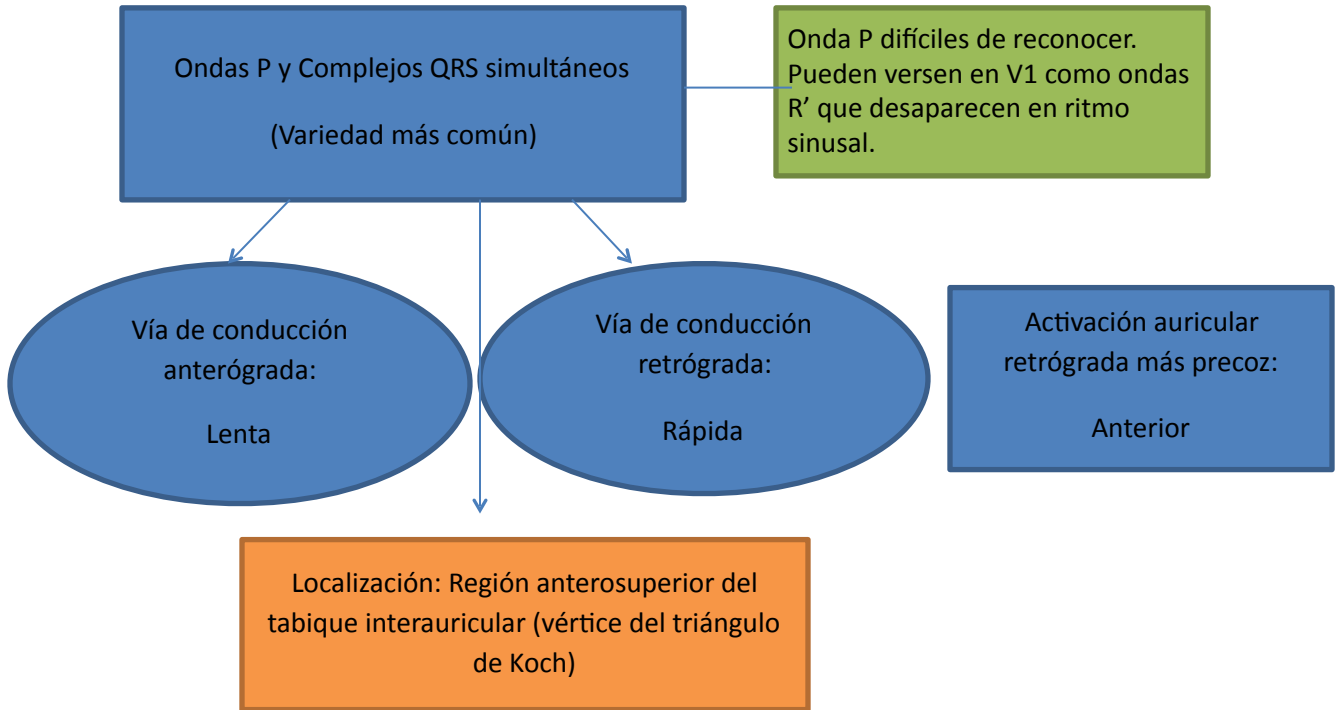 Ondas P y Complejos QRS simultáneos
(Variedad más común)
Onda P difíciles de reconocer.
Pueden versen en V1 como ondas
R’ que desaparecen en ritmo
sinusal.
Vía de conducción
anterógrada:
Lenta
Vía de conducción
retrógrada:
Rápida
Activación auricular
retrógrada más precoz:
Anterior
Localización: Región anterosuperior del
tabique interauricular (vértice del triángulo
de Koch)